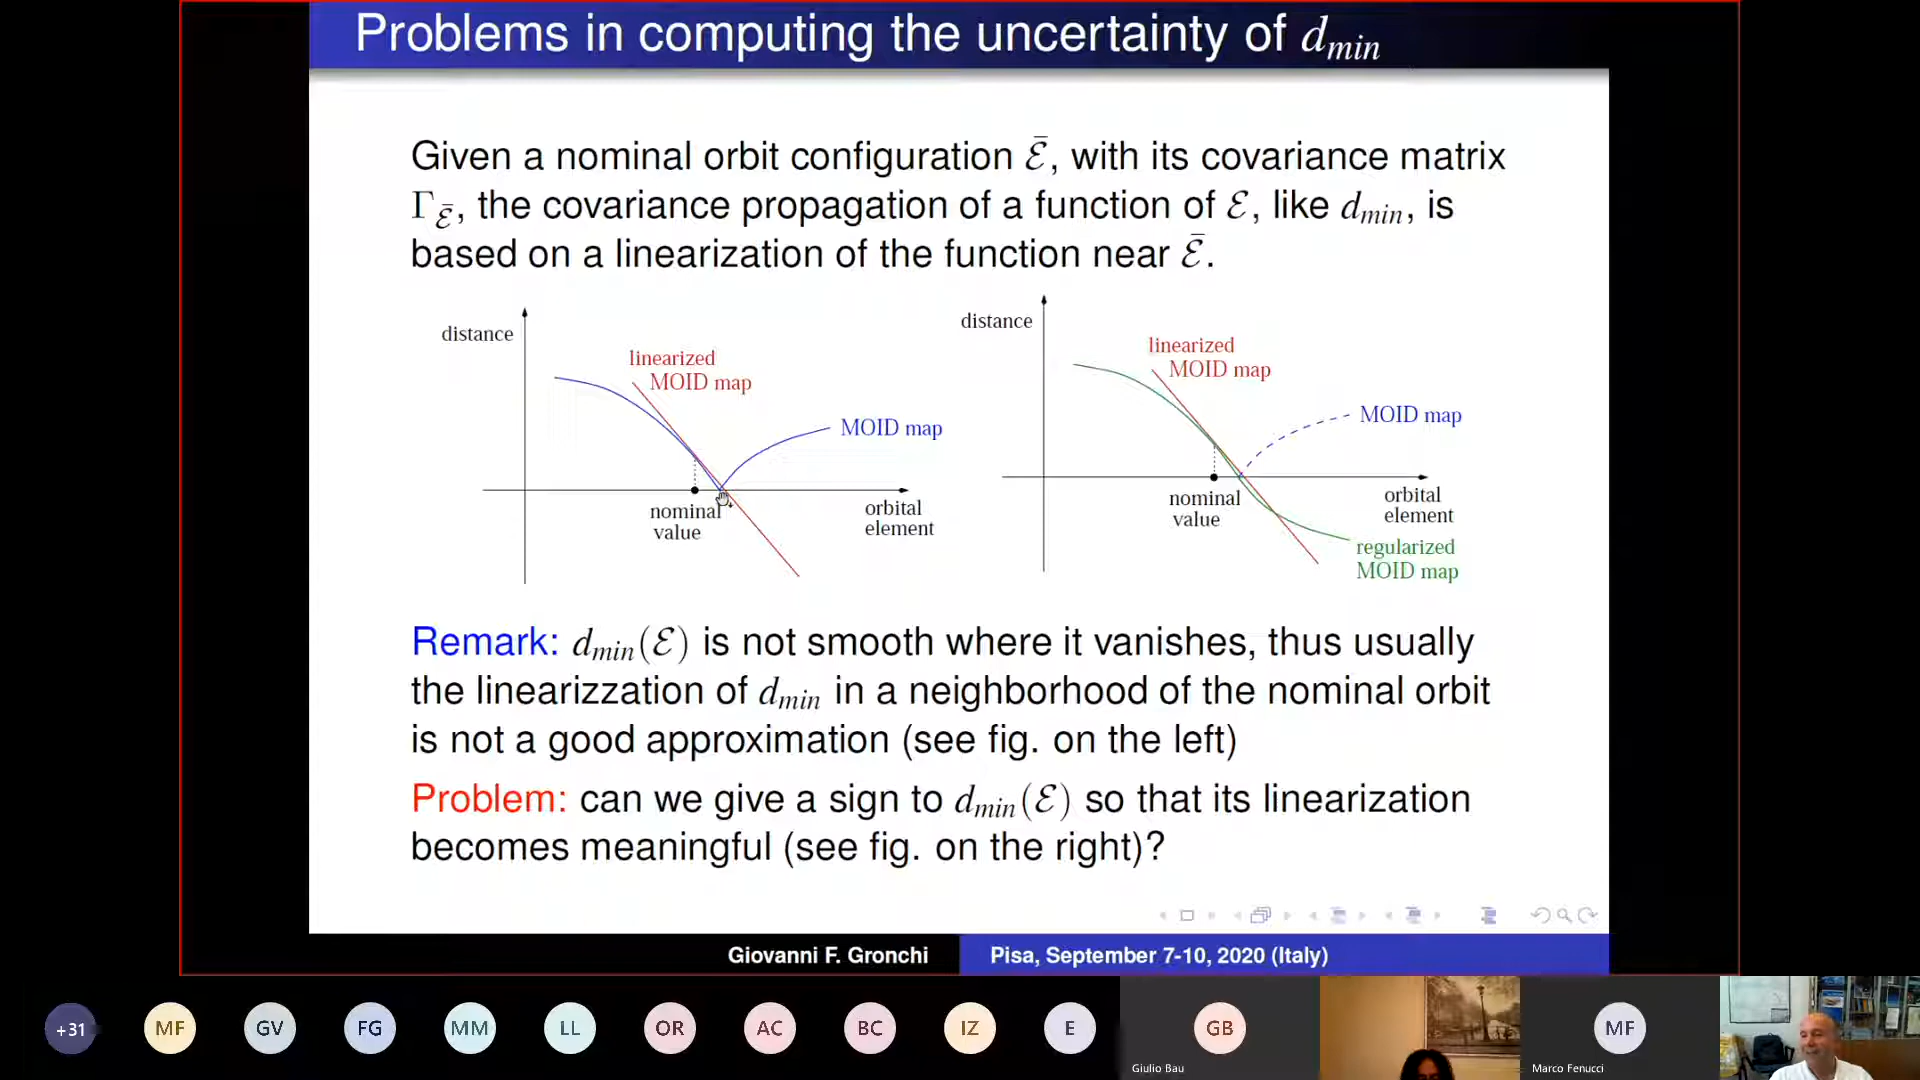 Problems in computing the uncertainty of d_min
Given a nominal orbit configuration Ē, with its covariance matrix
Γ_Ē, the covariance propagation of a function of E, like d_min, is
based on a linearization of the function near Ē.
distance
linearized
MOID map
MOID map
nominal
value
orbital
element
distance
linearized
MOID map
MOID map
nominal
value
orbital
element
regularized
MOID map
Remark: d_min(E) is not smooth where it vanishes, thus usually
the linearizzation of d_min in a neighborhood of the nominal orbit
is not a good approximation (see fig. on the left)
Problem: can we give a sign to d_min(E) so that its linearization
becomes meaningful (see fig. on the right)?
Giovanni F. Gronchi
Pisa, September 7-10, 2020 (Italy)
+31
MF
GV
FG
MM
LL
OR
AC
BC
IZ
E
GB
Giulio Bau
MF
Marco Fenucci